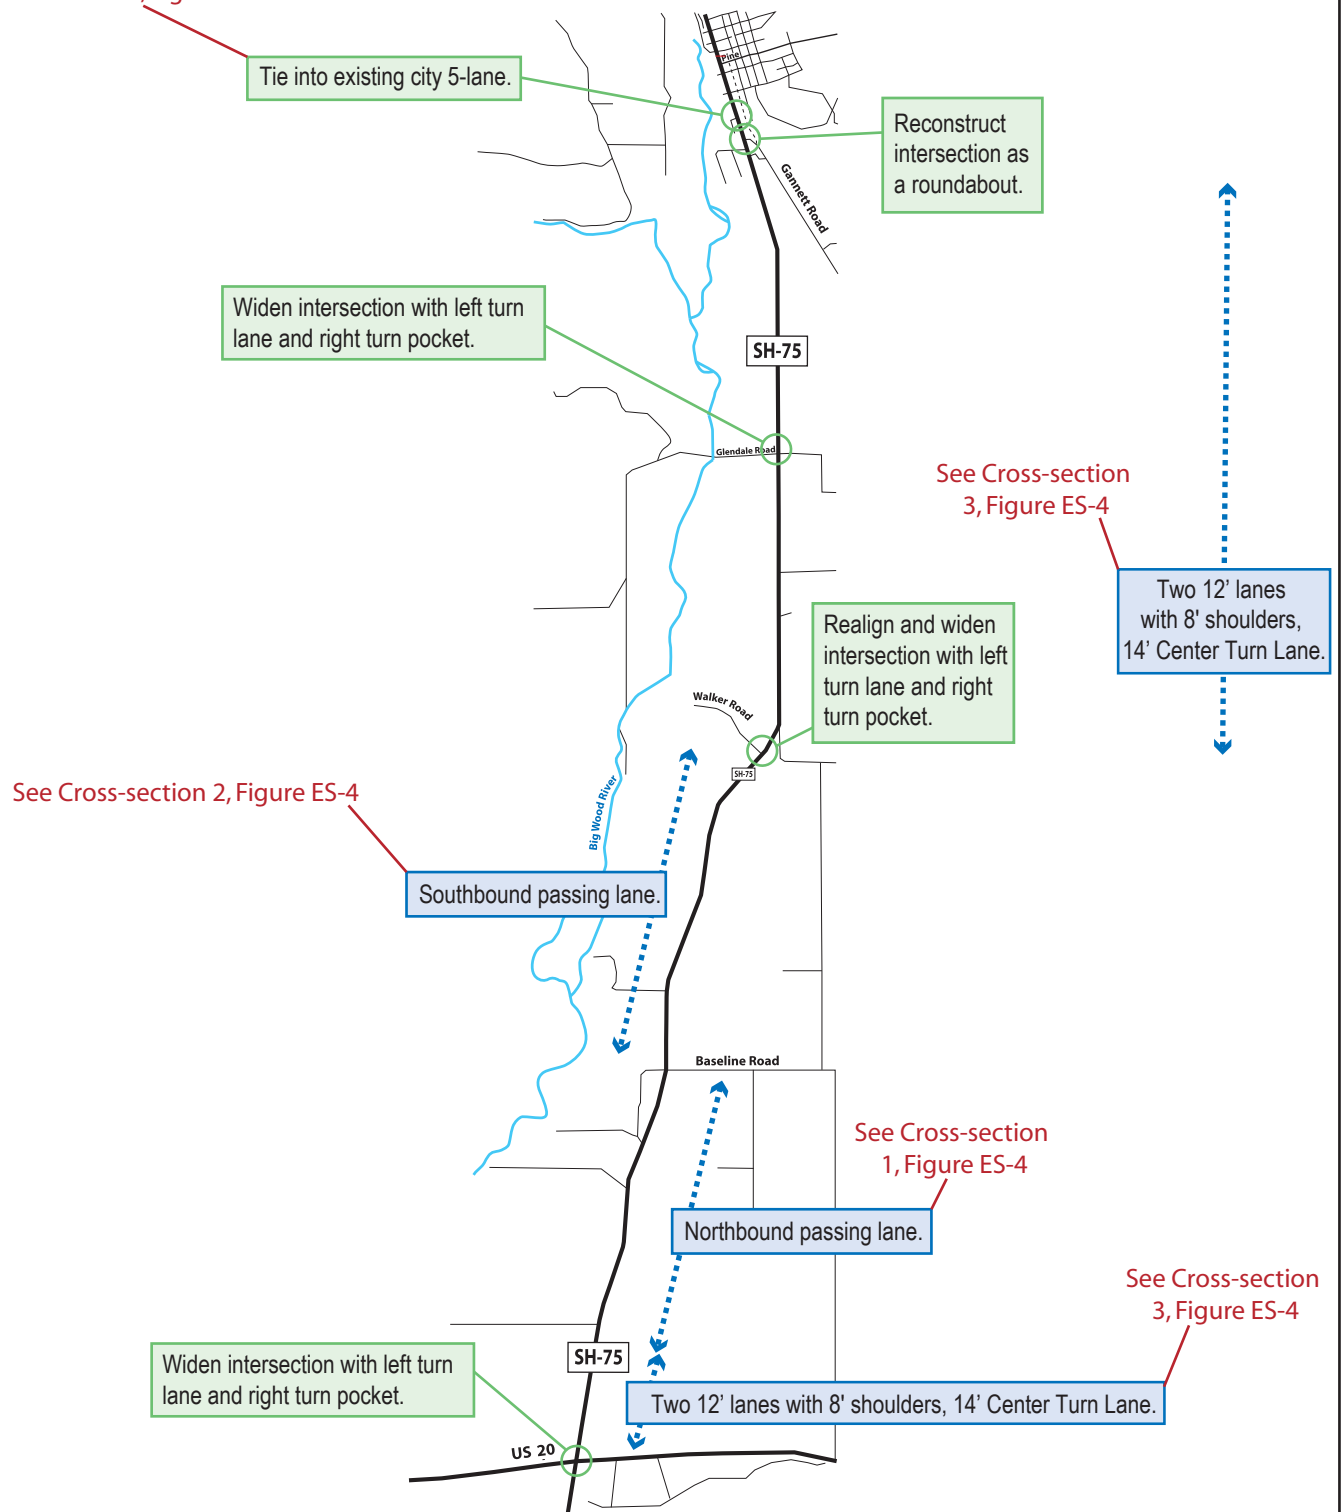 Pine
Tie into existing city 5-lane.
Reconstruct
intersection as
a roundabout.
Gannett Road
Widen intersection with left turn
lane and right turn pocket.
SH-75
Glendale Road
See Cross-section
3, Figure ES-4
Two 12’ lanes
with 8' shoulders,
14’ Center Turn Lane.
Realign and widen
intersection with left
turn lane and right
turn pocket.
Walker Road
SH-75
Big Wood River
See Cross-section 2, Figure ES-4
Southbound passing lane.
Baseline Road
See Cross-section
1, Figure ES-4
Northbound passing lane.
See Cross-section
3, Figure ES-4
SH-75
Widen intersection with left turn
lane and right turn pocket.
Two 12’ lanes with 8' shoulders, 14’ Center Turn Lane.
US 20